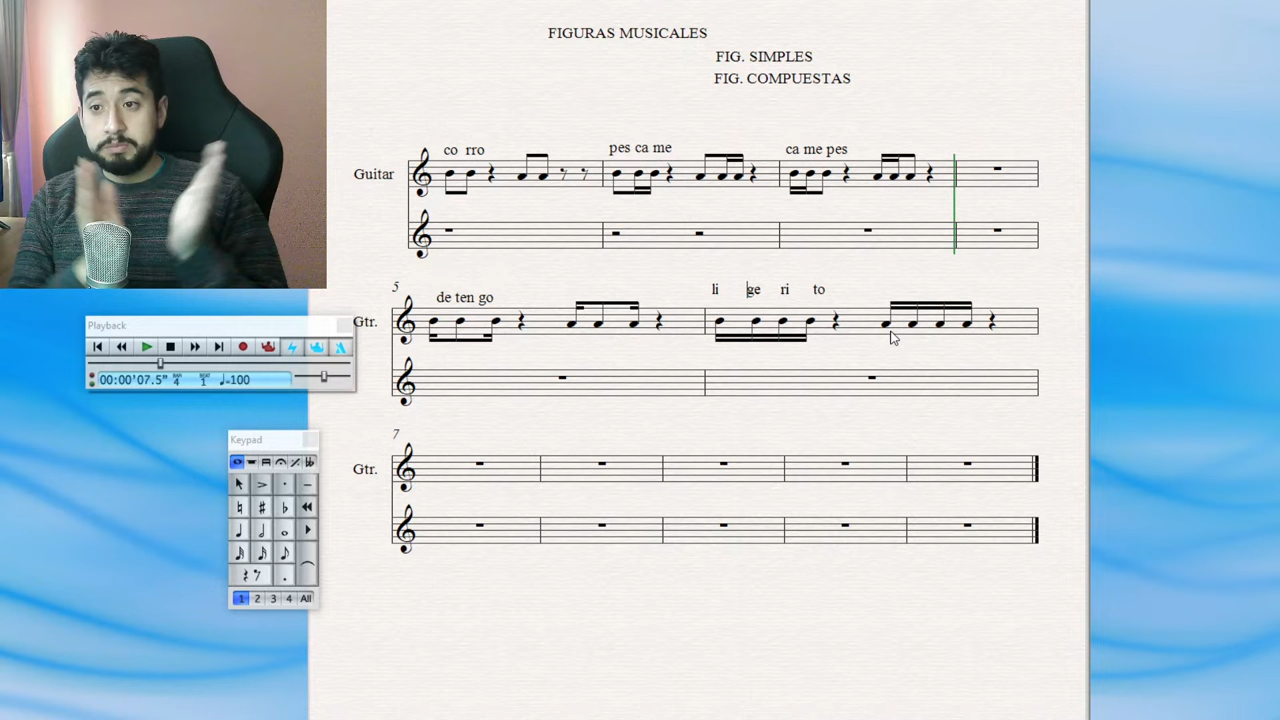 FIGURAS MUSICALES
FIG. SIMPLES
FIG. COMPUESTAS
co rro pes ca me ca me pes
Guitar
5
de ten go li ge ri to
Gtr.
Playback
00:00'07.5" BAR 4 BEAT 1 ♩=100
Keypad
7
Gtr.
1 2 3 4 All